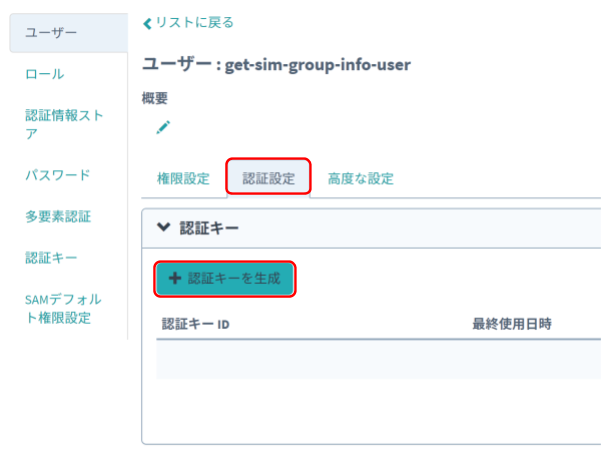 ユーザー
ロール
認証情報スト
ア
パスワード
多要素認証
認証キー
SAMデフォル
ト権限設定
リストに戻る
ユーザー : get-sim-group-info-user
概要
権限設定 認証設定 高度な設定
認証キー
認証キーを生成
認証キー ID 最終使用日時